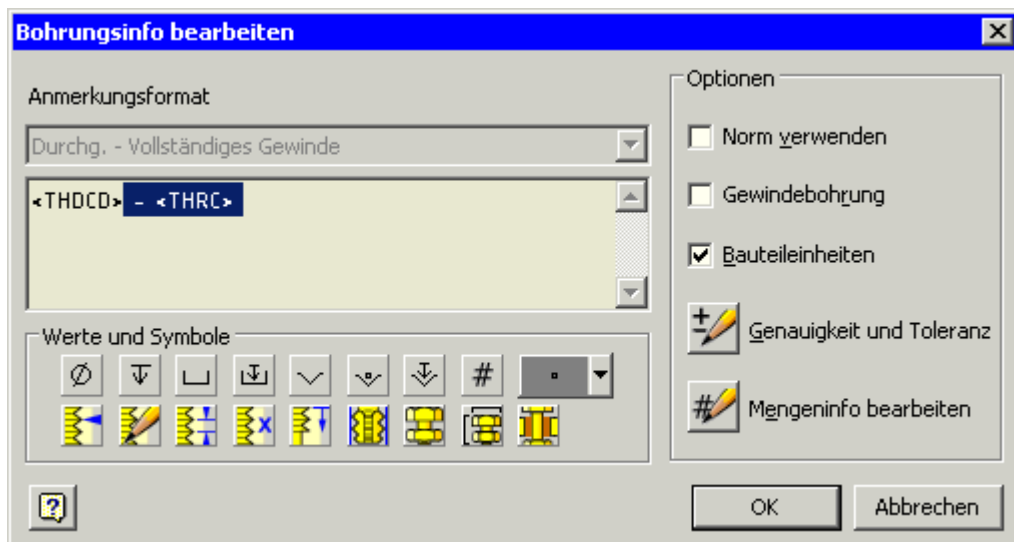 Bohrungsinfo bearbeiten
Anmerkungsformat
Durchg. - Vollständiges Gewinde
<THDCD> - <THRC>
Werte und Symbole
#
Optionen
Norm verwenden
Gewindebohrung
Bauteileinheiten
Genauigkeit und Toleranz
Mengeninfo bearbeiten
OK
Abbrechen